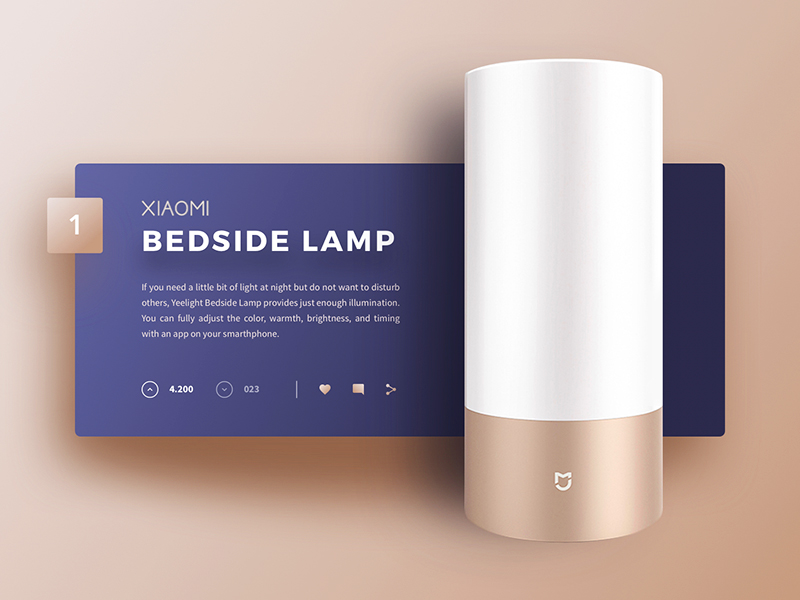 1
XIAOMI
BEDSIDE LAMP
If you need a little bit of light at night but do not want to disturb
others, Yeelight Bedside Lamp provides just enough illumination.
You can fully adjust the color, warmth, brightness, and timing
with an app on your smarthphone.
4.200
023